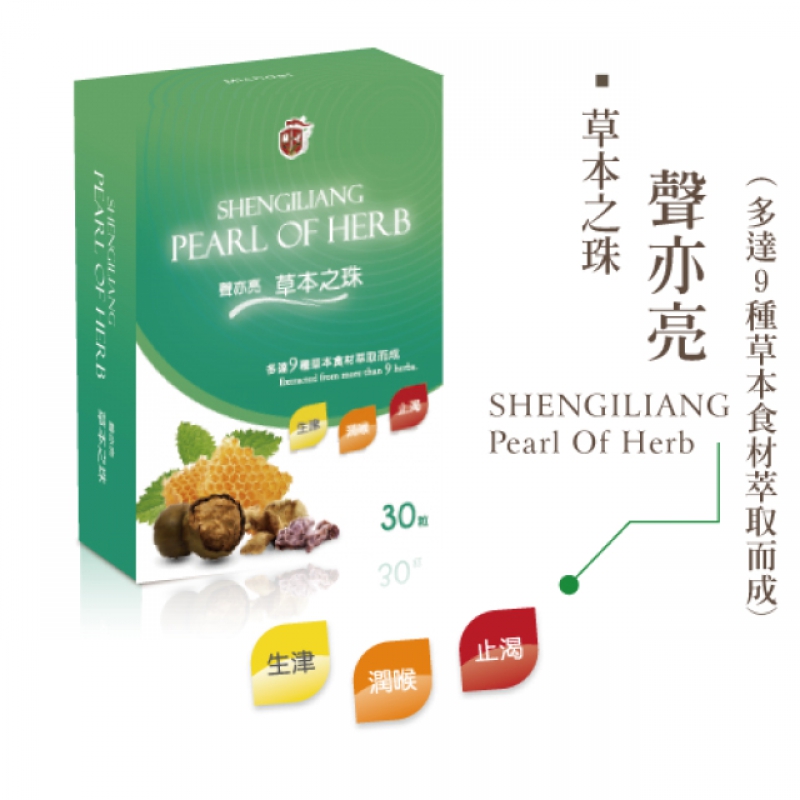 SHENGILIANG
PEARL OF HERB
聲亦亮 草本之珠
多達9種草本食材萃取而成
Extracted from more than 9 herbs.
生津
潤喉
止渴
30粒
SHENGILIANG
PEARL OF HERB
聲亦亮
草本之珠
▪ 草本之珠
聲亦亮
(多達9種草本食材萃取而成)
SHENGILIANG
Pearl Of Herb
生津
潤喉
止渴